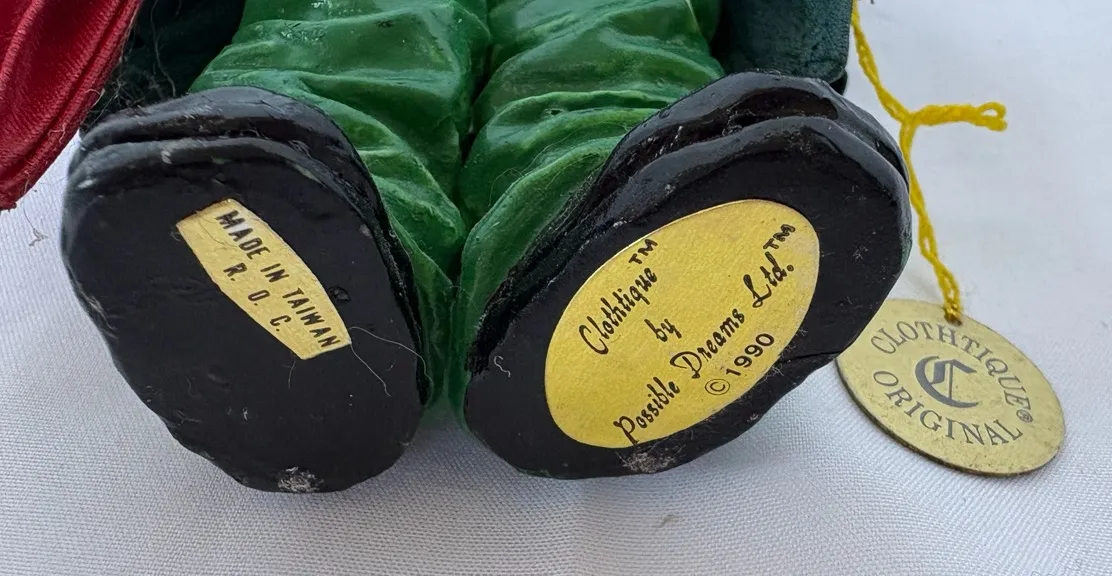 MADE IN TAIWAN
R. O. C.
Clothtique™
by
Possible Dreams Ltd.™
© 1990
CLOTHTIQUE®
C
ORIGINAL